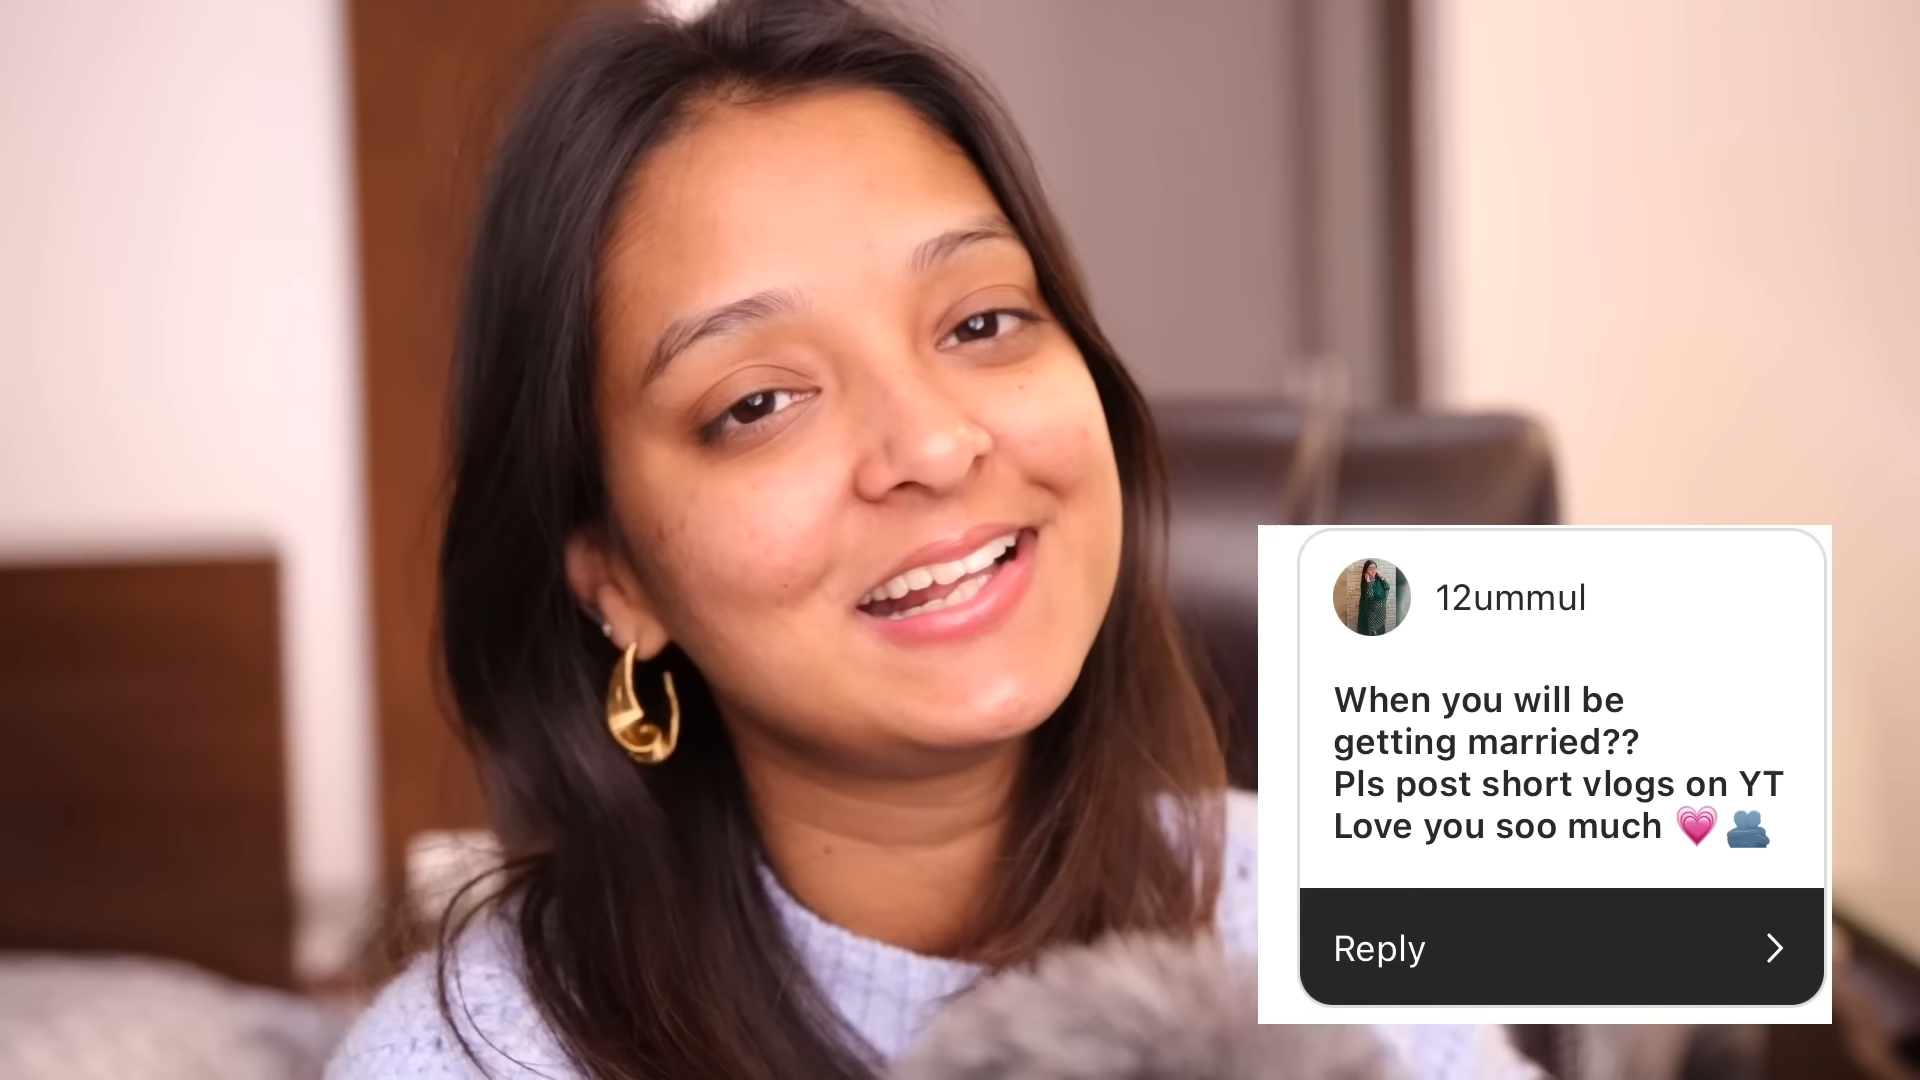 12ummul
When you will be
getting married??
Pls post short vlogs on YT
Love you soo much 💗🫂
Reply